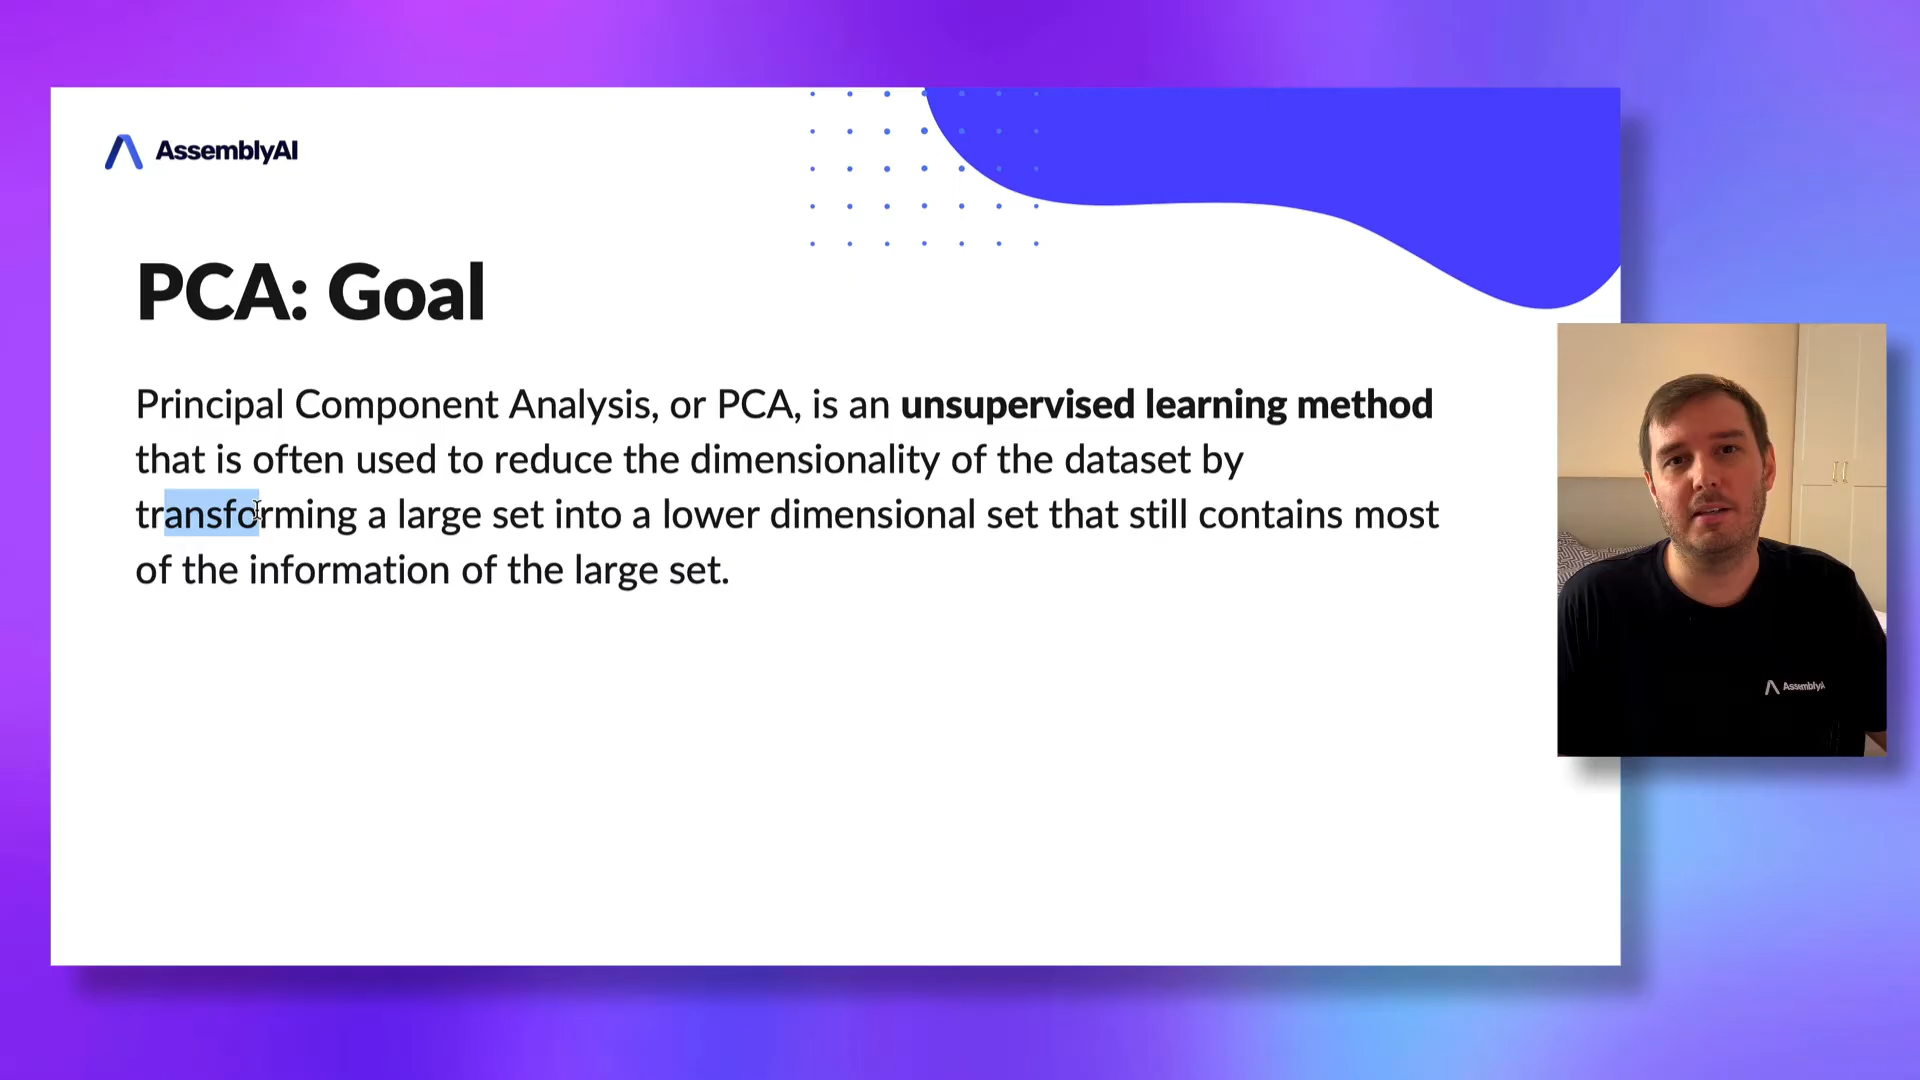 AssemblyAI
PCA: Goal
Principal Component Analysis, or PCA, is an unsupervised learning method
that is often used to reduce the dimensionality of the dataset by
transforming a large set into a lower dimensional set that still contains most
of the information of the large set.
AssemblyAI